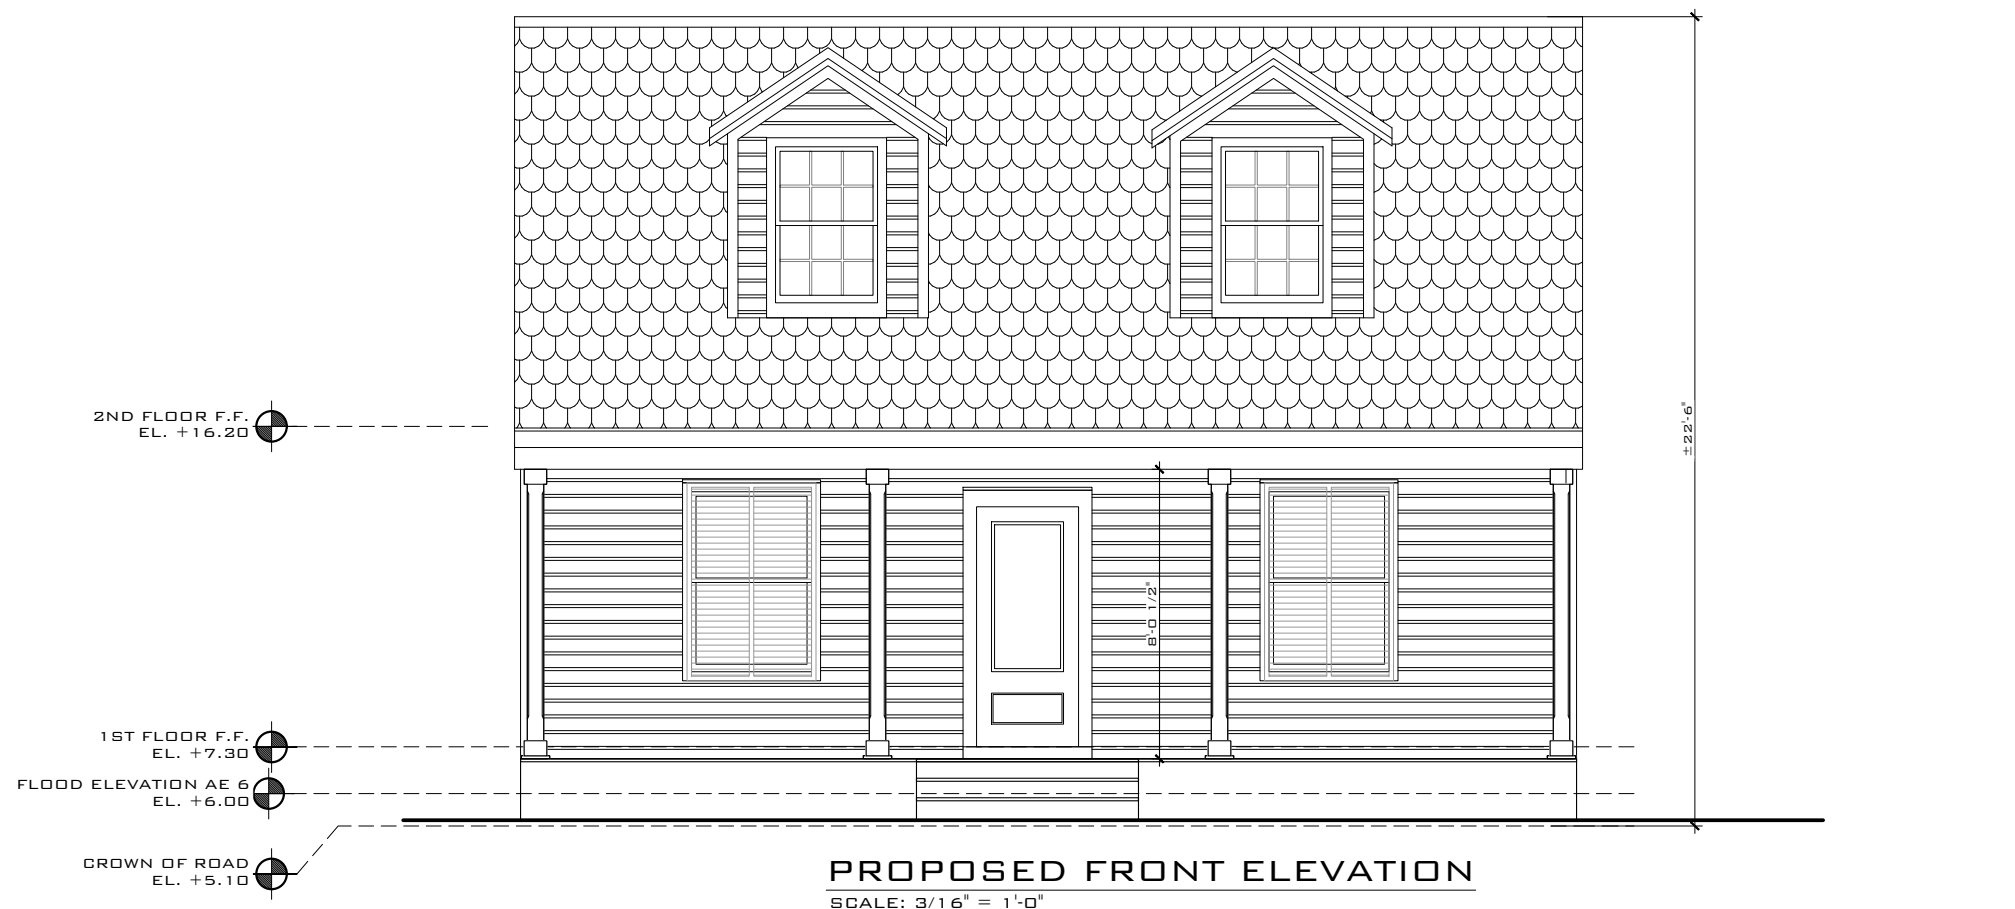 2ND FLOOR F.F.
EL. +16.20
±22'-6"
8'-0 1/2"
1ST FLOOR F.F.
EL. +7.30
FLOOD ELEVATION AE 6
EL. +6.00
CROWN OF ROAD
EL. +5.10
PROPOSED FRONT ELEVATION
SCALE: 3/16" = 1'-0"